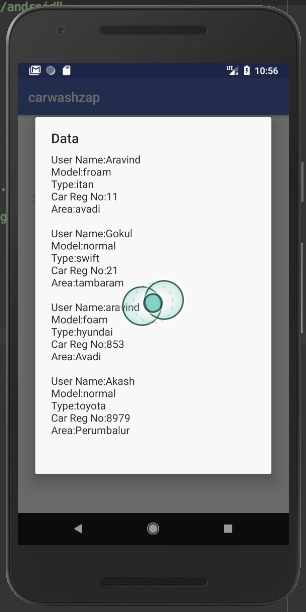 /android"
10:56
carwashzap
Data
User Name:Aravind
Model:froam
Type:itan
Car Reg No:11
Area:avadi
User Name:Gokul
Model:normal
Type:swift
Car Reg No:21
Area:tambaram
User Name:aravind
Model:foam
Type:hyundai
Car Reg No:853
Area:Avadi
User Name:Akash
Model:normal
Type:toyota
Car Reg No:8979
Area:Perumbalur